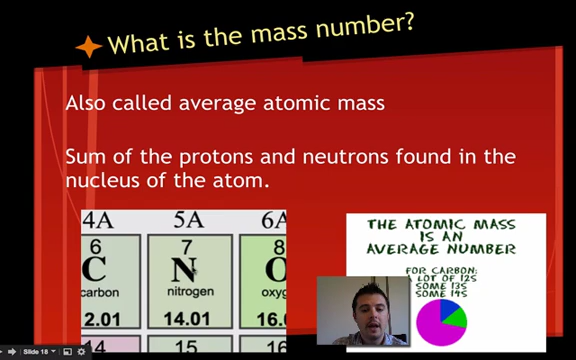 What is the mass number?
Also called average atomic mass
Sum of the protons and neutrons found in the
nucleus of the atom.
4A 5A 6A
6 7 8
C N O
carbon nitrogen oxyg
2.01 14.01 16.0
14 15 16
THE ATOMIC MASS
IS AN
AVERAGE NUMBER
FOR CARBON:
A LOT OF 12S
SOME 13S
SOME 14S
Slide 18